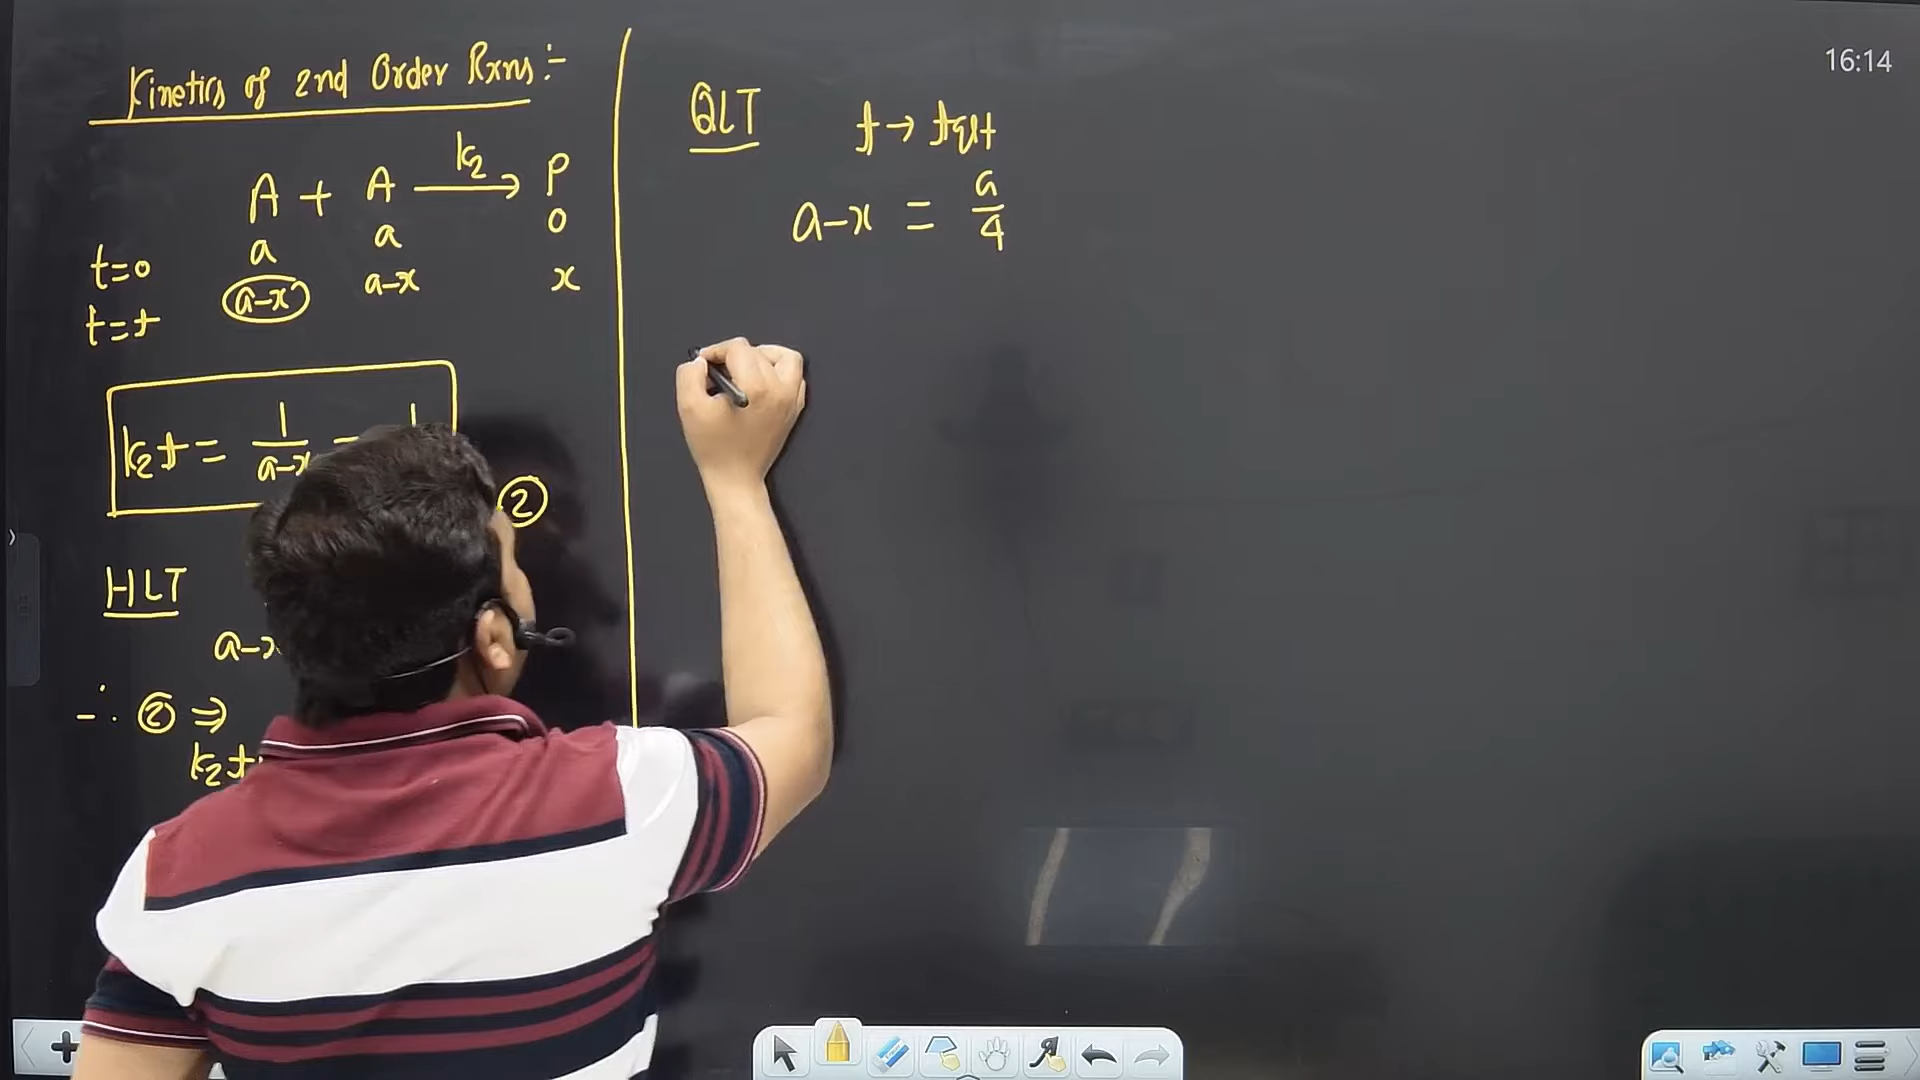 Kinetics of 2nd Order Rxns:-
A + A —k₂→ P
t=0 a a 0
t=t a-x a-x x
k₂t = 1/(a-x) - 1
②
HLT
a-x
∴ ② ⇒
k₂t
QLT t → tqlt
a-x = a/4
16:14